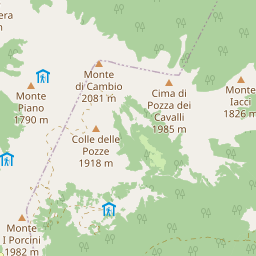 era
Monte
di Cambio
2081 m
Cima di
Pozza dei
Cavalli
1985 m
Monte
Iacci
1826 m
Monte
Piano
1790 m
Colle delle
Pozze
1918 m
Monte
I Porcini
1982 m